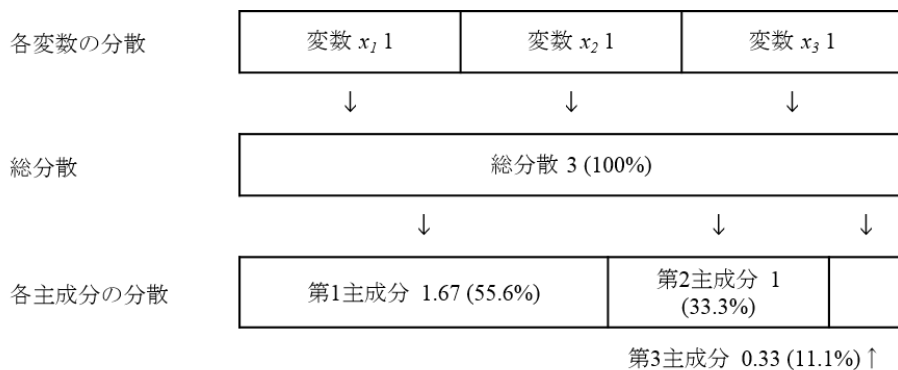 各変数の分散
変数 x1 1
変数 x2 1
変数 x3 1
↓ ↓ ↓
総分散
総分散 3 (100%)
↓ ↓ ↓
各主成分の分散
第1主成分 1.67 (55.6%)
第2主成分 1
(33.3%)
第3主成分 0.33 (11.1%)↑